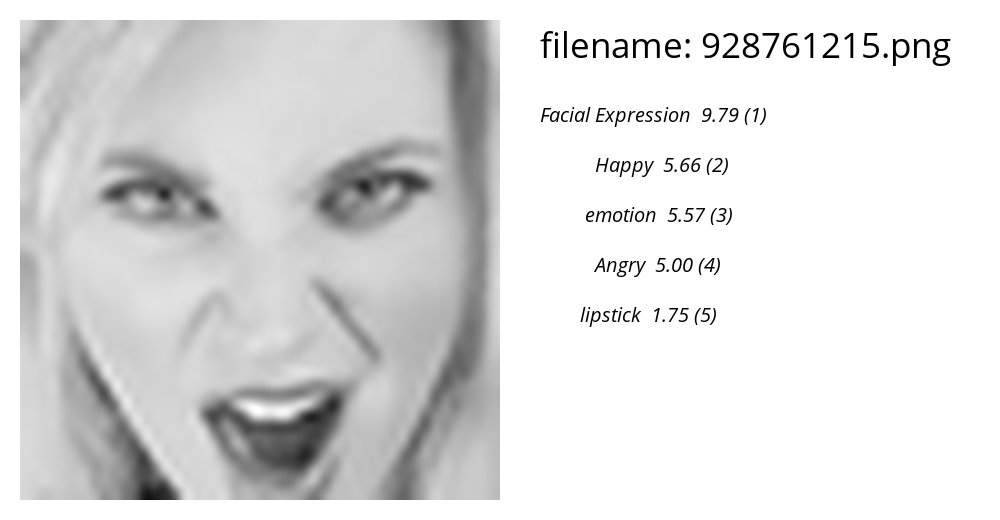 filename: 928761215.png
Facial Expression 9.79 (1)
Happy 5.66 (2)
emotion 5.57 (3)
Angry 5.00 (4)
lipstick 1.75 (5)